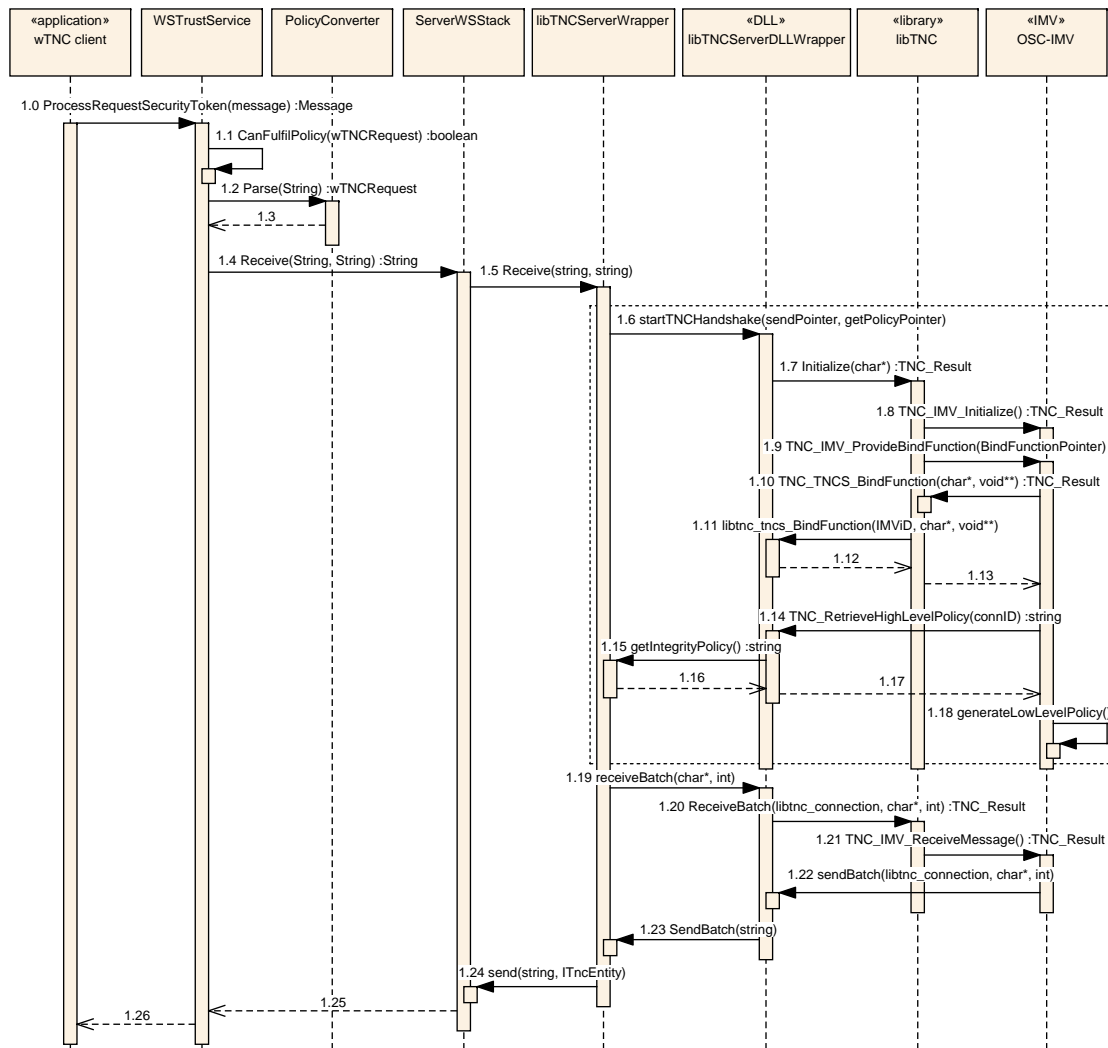 «application»
wTNC client
WSTrustService
PolicyConverter
ServerWSStack
libTNCServerWrapper
«DLL»
libTNCServerDLLWrapper
«library»
libTNC
«IMV»
OSC-IMV
1.0 ProcessRequestSecurityToken(message) :Message
1.1 CanFulfilPolicy(wTNCRequest) :boolean
1.2 Parse(String) :wTNCRequest
1.3
1.4 Receive(String, String) :String
1.5 Receive(string, string)
1.6 startTNCHandshake(sendPointer, getPolicyPointer)
1.7 Initialize(char*) :TNC_Result
1.8 TNC_IMV_Initialize() :TNC_Result
1.9 TNC_IMV_ProvideBindFunction(BindFunctionPointer)
1.10 TNC_TNCS_BindFunction(char*, void**) :TNC_Result
1.11 libtnc_tncs_BindFunction(IMViD, char*, void**)
1.12
1.13
1.14 TNC_RetrieveHighLevelPolicy(connID) :string
1.15 getIntegrityPolicy() :string
1.16
1.17
1.18 generateLowLevelPolicy()
1.19 receiveBatch(char*, int)
1.20 ReceiveBatch(libtnc_connection, char*, int) :TNC_Result
1.21 TNC_IMV_ReceiveMessage() :TNC_Result
1.22 sendBatch(libtnc_connection, char*, int)
1.23 SendBatch(string)
1.24 send(string, ITncEntity)
1.25
1.26